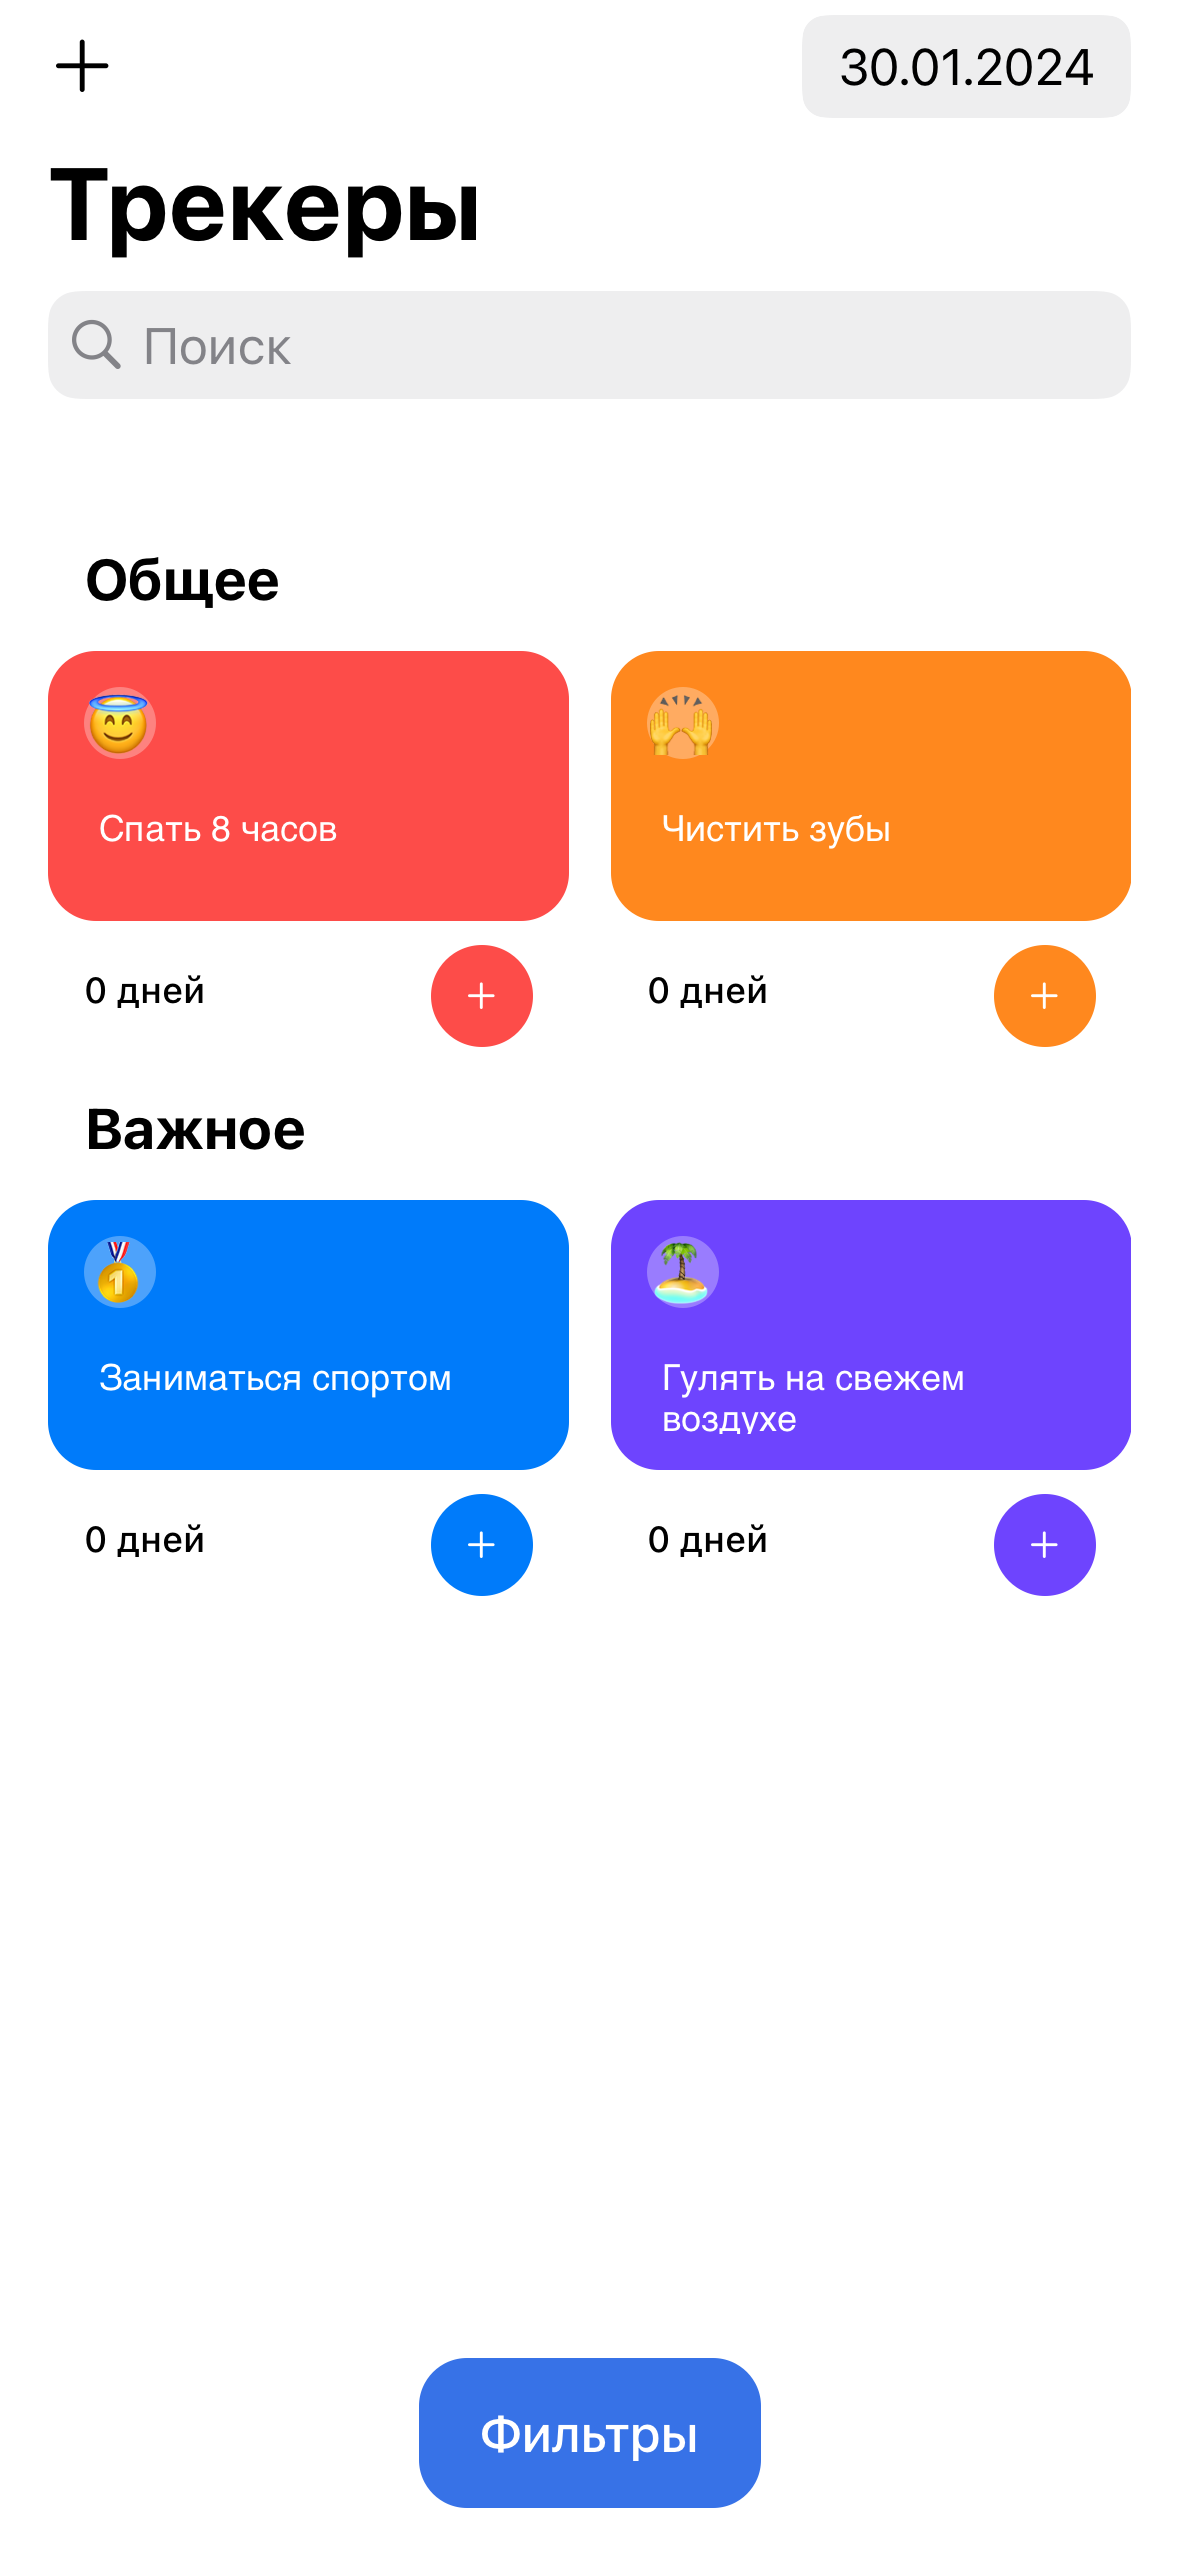 30.01.2024
Трекеры
Поиск
Общее
Спать 8 часов
Чистить зубы
0 дней
0 дней
Важное
Заниматься спортом
Гулять на свежем
воздухе
0 дней
0 дней
Фильтры